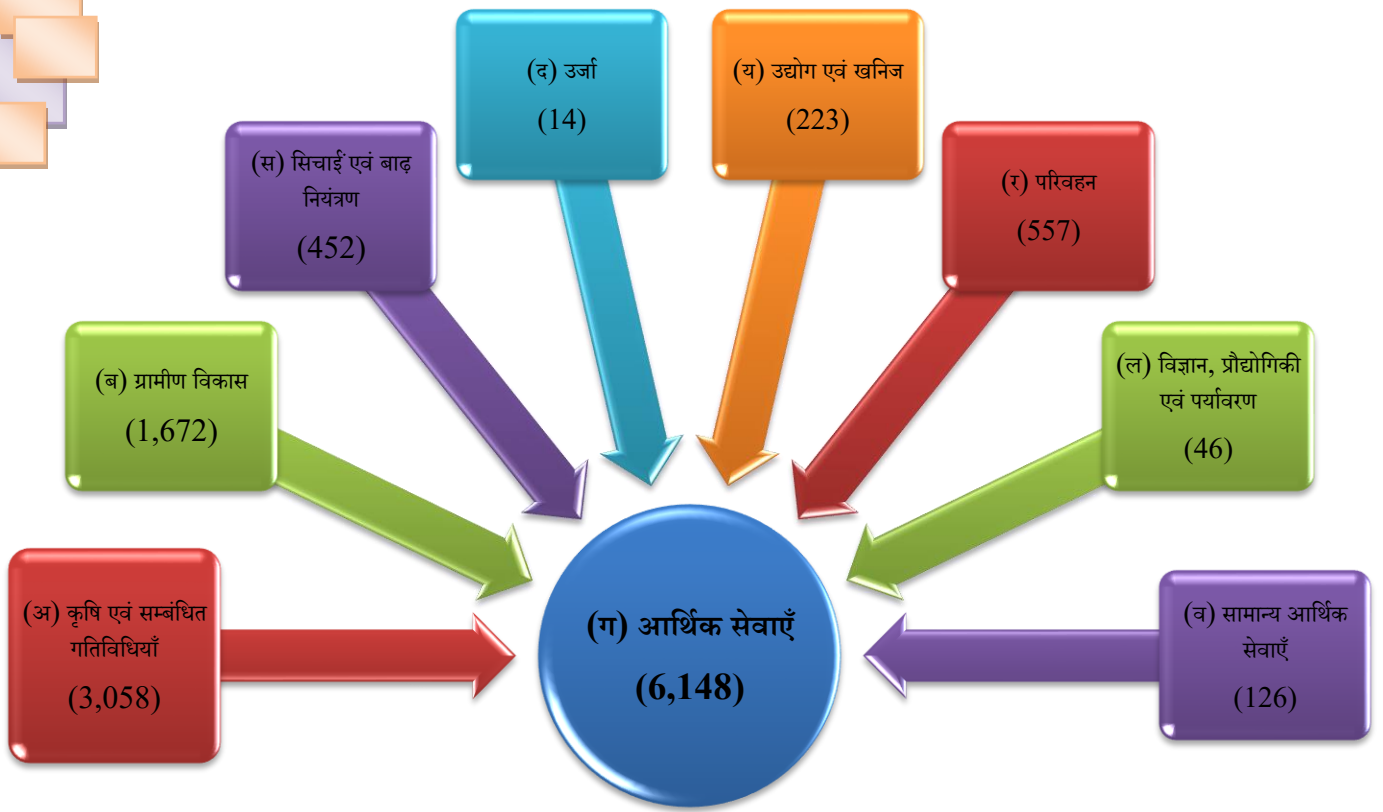 (द) उर्जा
(14)
(य) उद्योग एवं खनिज
(223)
(स) सिचाईं एवं बाढ़
नियंत्रण
(452)
(र) परिवहन
(557)
(ब) ग्रामीण विकास
(1,672)
(ल) विज्ञान, प्रौद्योगिकी
एवं पर्यावरण
(46)
(अ) कृषि एवं सम्बंधित
गतिविधियाँ
(3,058)
(ग) आर्थिक सेवाएँ
(6,148)
(व) सामान्य आर्थिक
सेवाएँ
(126)